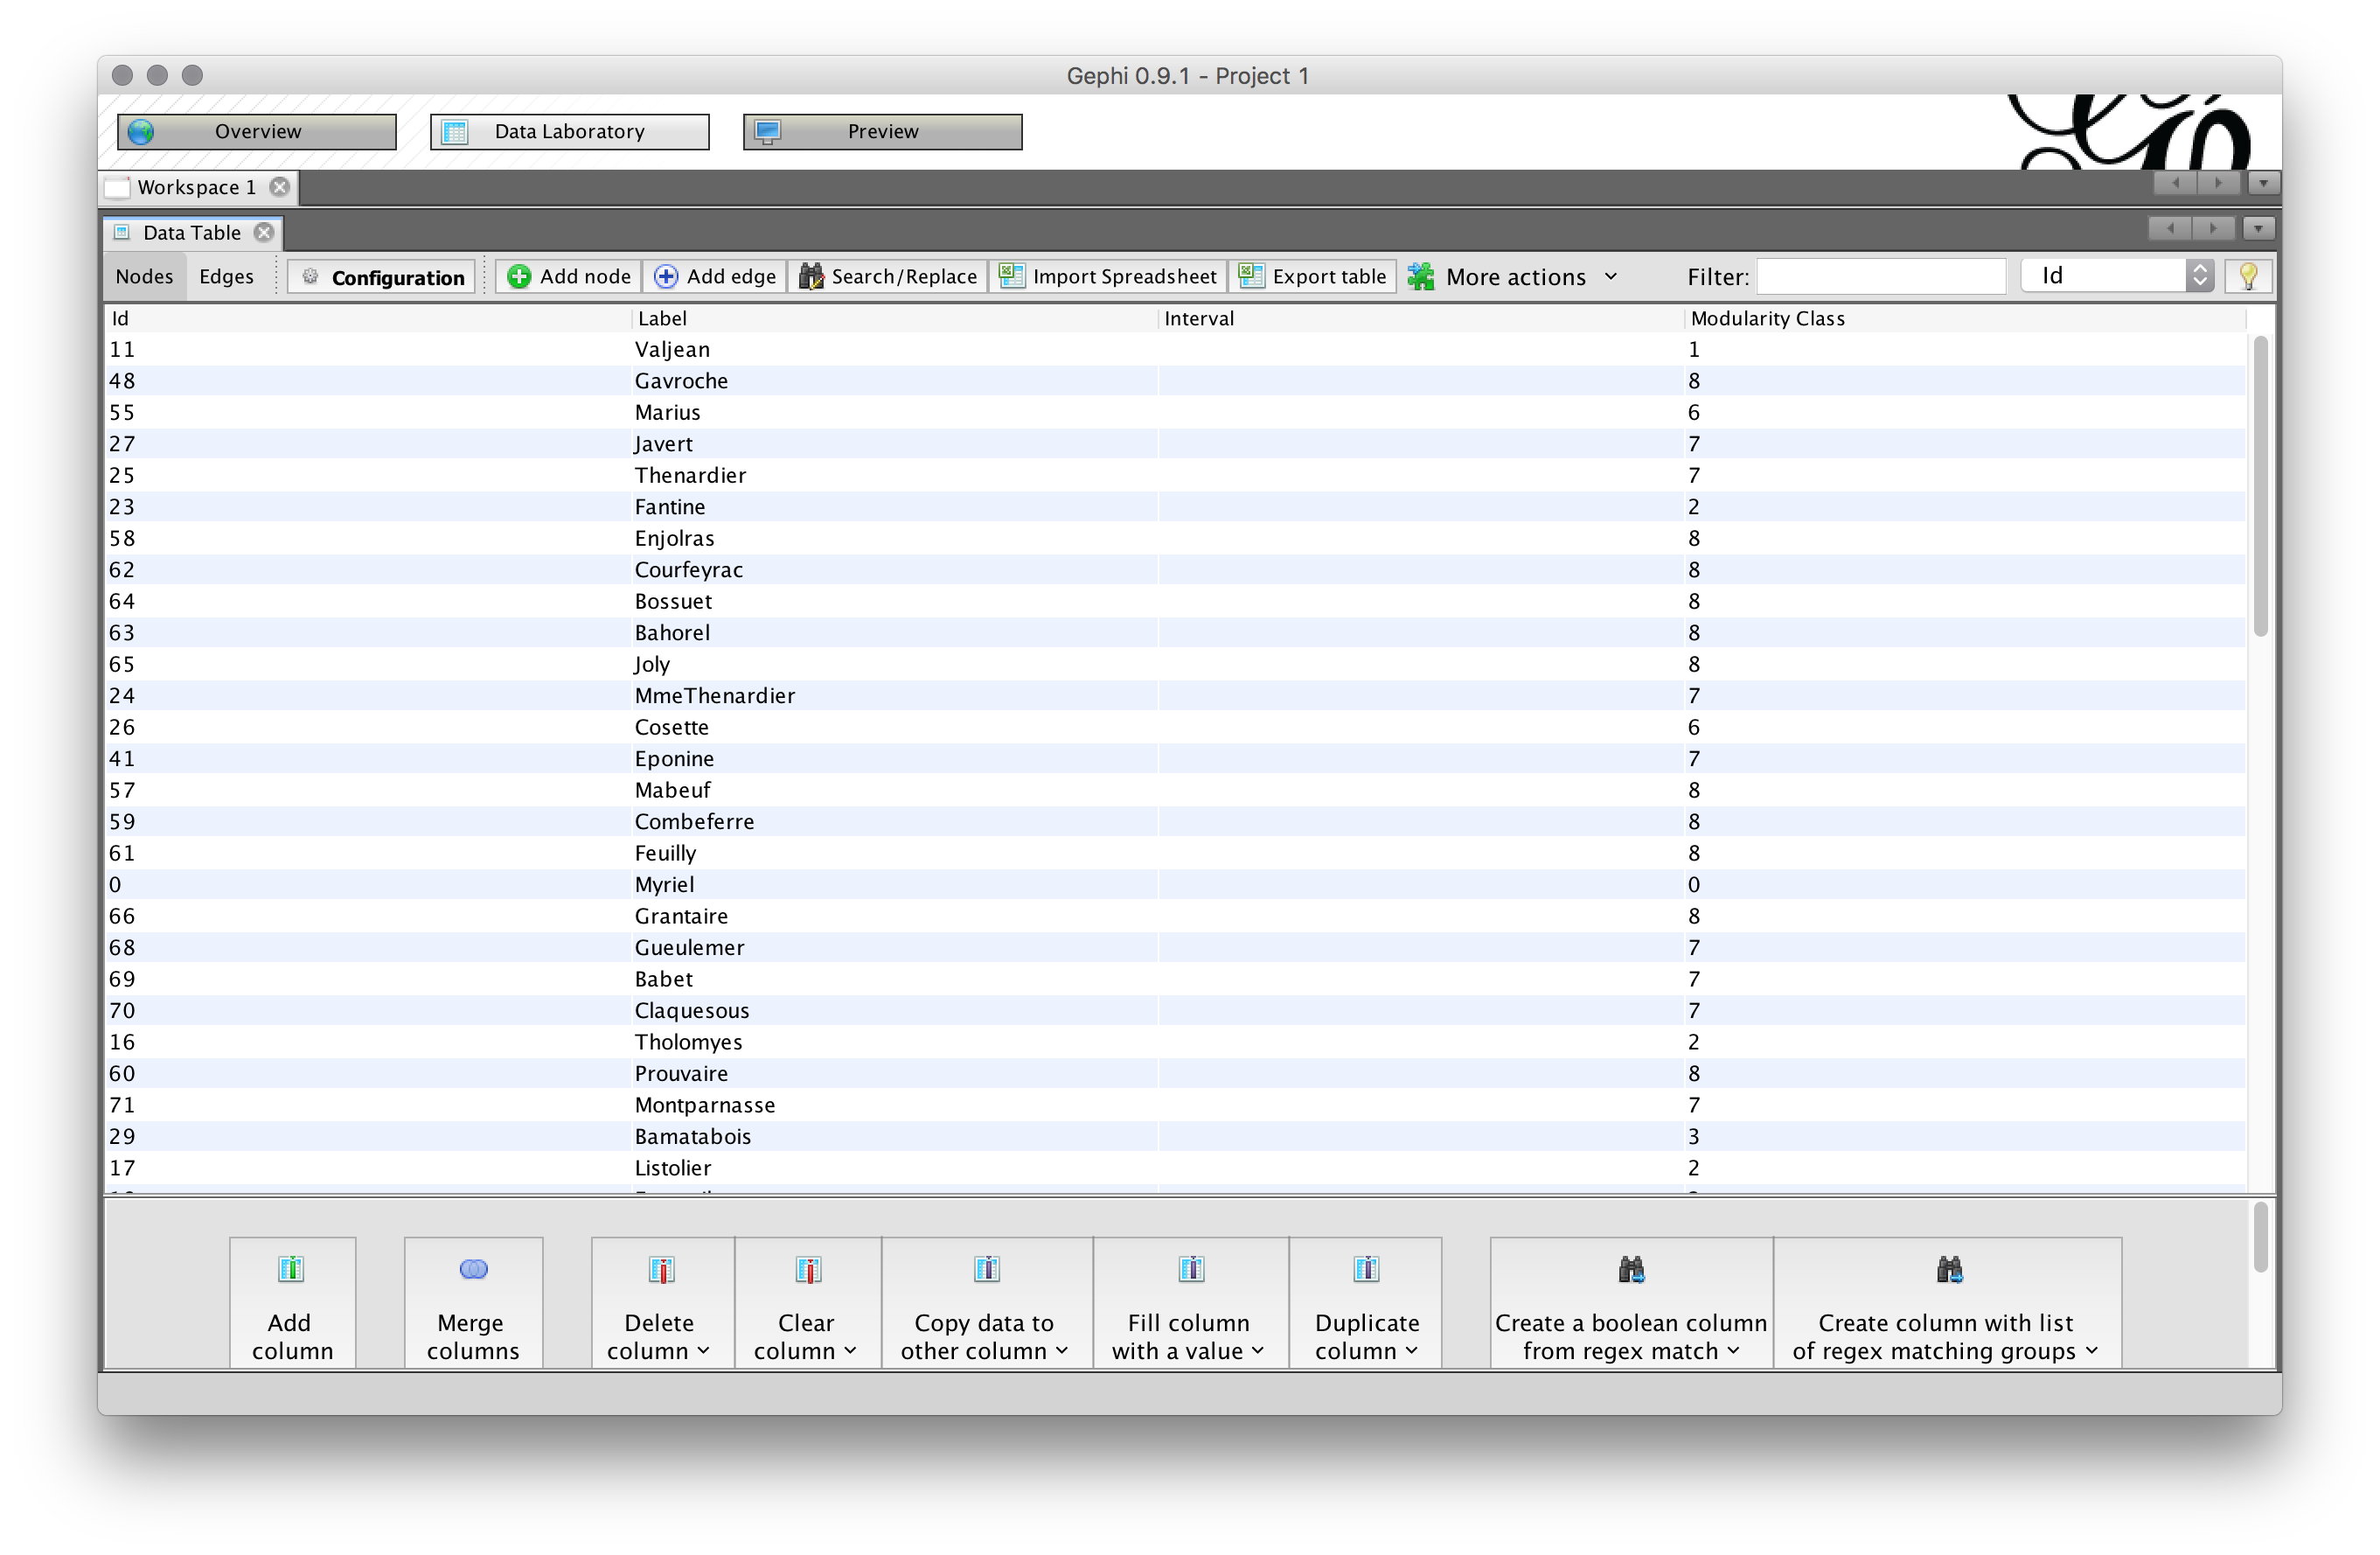 Gephi 0.9.1 - Project 1
Overview Data Laboratory Preview
Workspace 1
Data Table
Nodes Edges Configuration Add node Add edge Search/Replace Import Spreadsheet Export table More actions Filter: Id
Id Label Interval Modularity Class
11 Valjean 1
48 Gavroche 8
55 Marius 6
27 Javert 7
25 Thenardier 7
23 Fantine 2
58 Enjolras 8
62 Courfeyrac 8
64 Bossuet 8
63 Bahorel 8
65 Joly 8
24 MmeThenardier 7
26 Cosette 6
41 Eponine 7
57 Mabeuf 8
59 Combeferre 8
61 Feuilly 8
0 Myriel 0
66 Grantaire 8
68 Gueulemer 7
69 Babet 7
70 Claquesous 7
16 Tholomyes 2
60 Prouvaire 8
71 Montparnasse 7
29 Bamatabois 3
17 Listolier 2
Add column
Merge columns
Delete column
Clear column
Copy data to other column
Fill column with a value
Duplicate column
Create a boolean column from regex match
Create column with list of regex matching groups